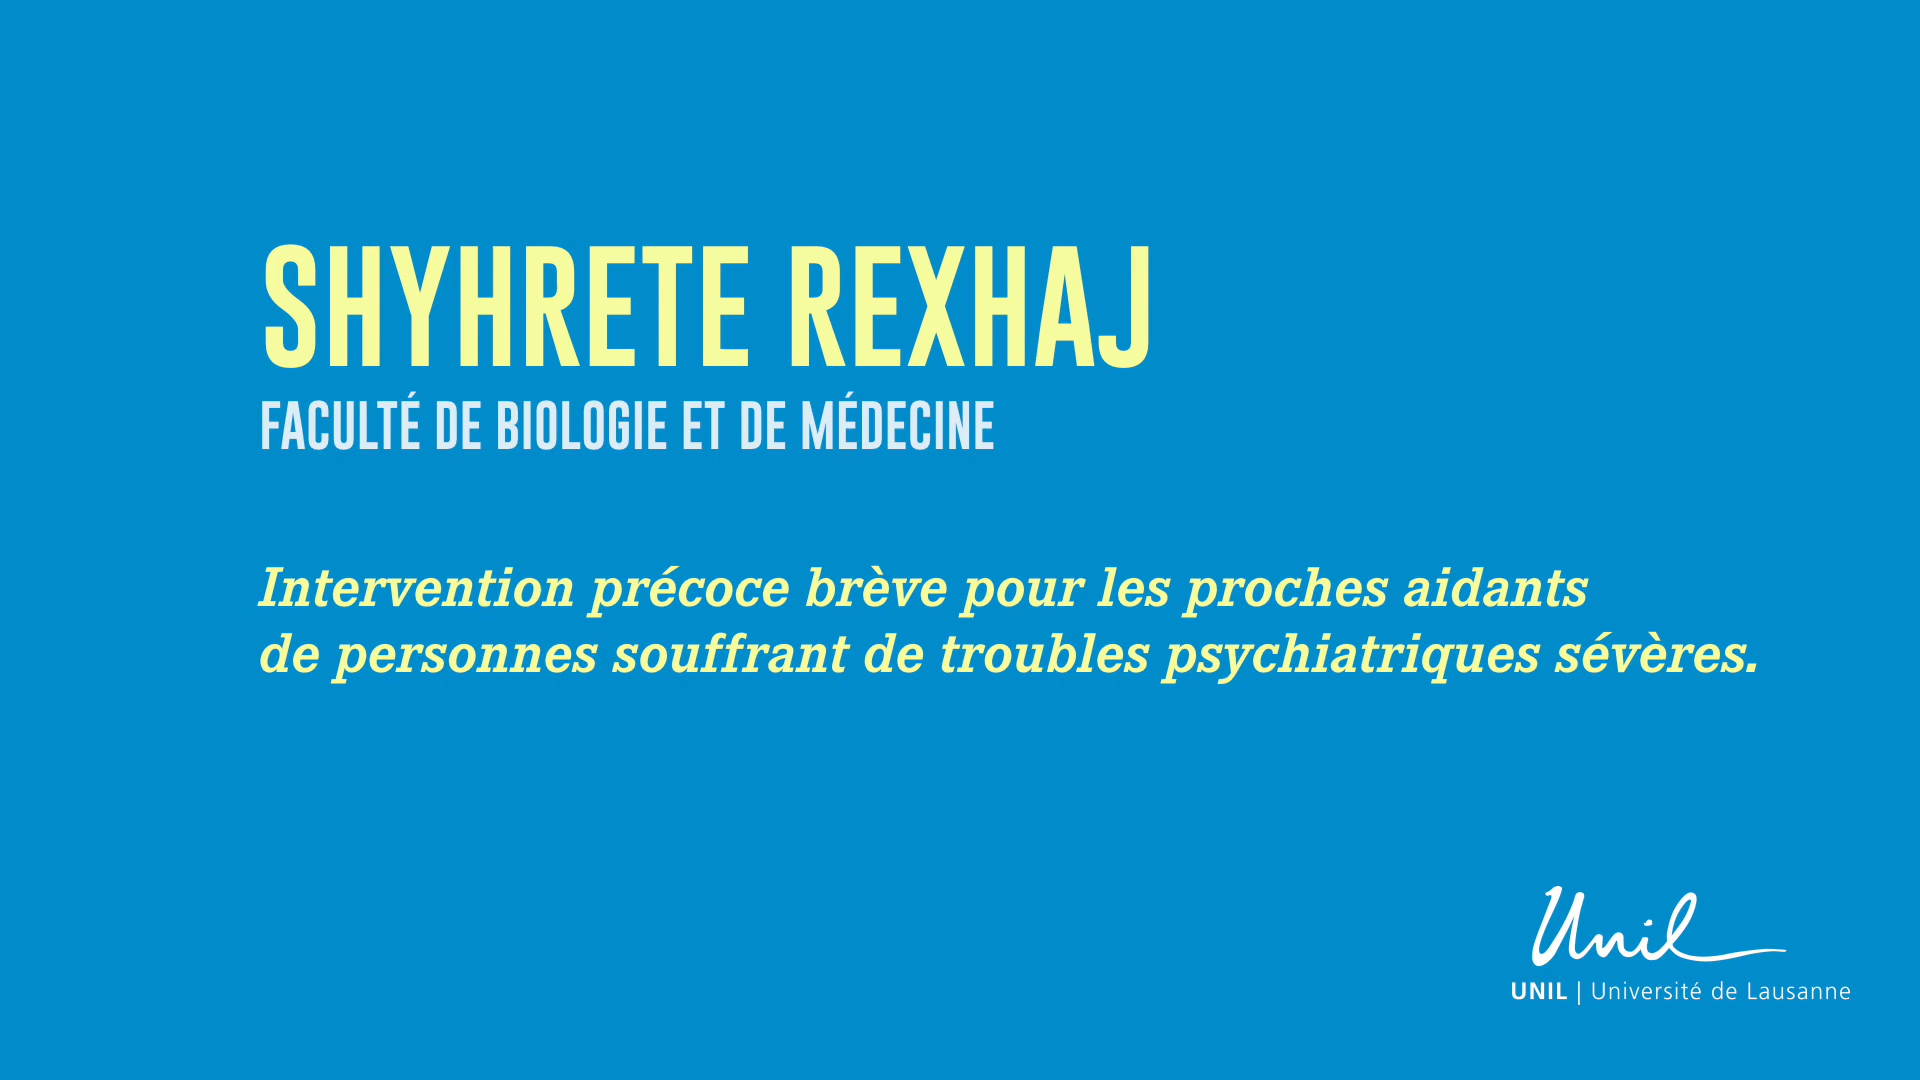 SHYHRETE REXHAJ
FACULTÉ DE BIOLOGIE ET DE MÉDECINE
Intervention précoce brève pour les proches aidants
de personnes souffrant de troubles psychiatriques sévères.
Unil
UNIL | Université de Lausanne